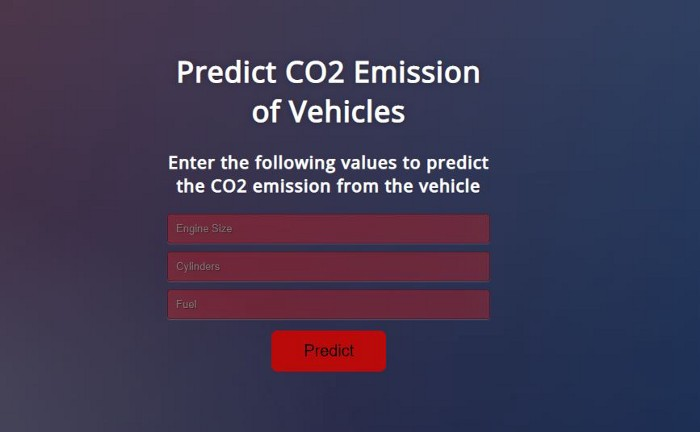 Predict CO2 Emission
of Vehicles
Enter the following values to predict
the CO2 emission from the vehicle
Engine Size
Cylinders
Fuel
Predict